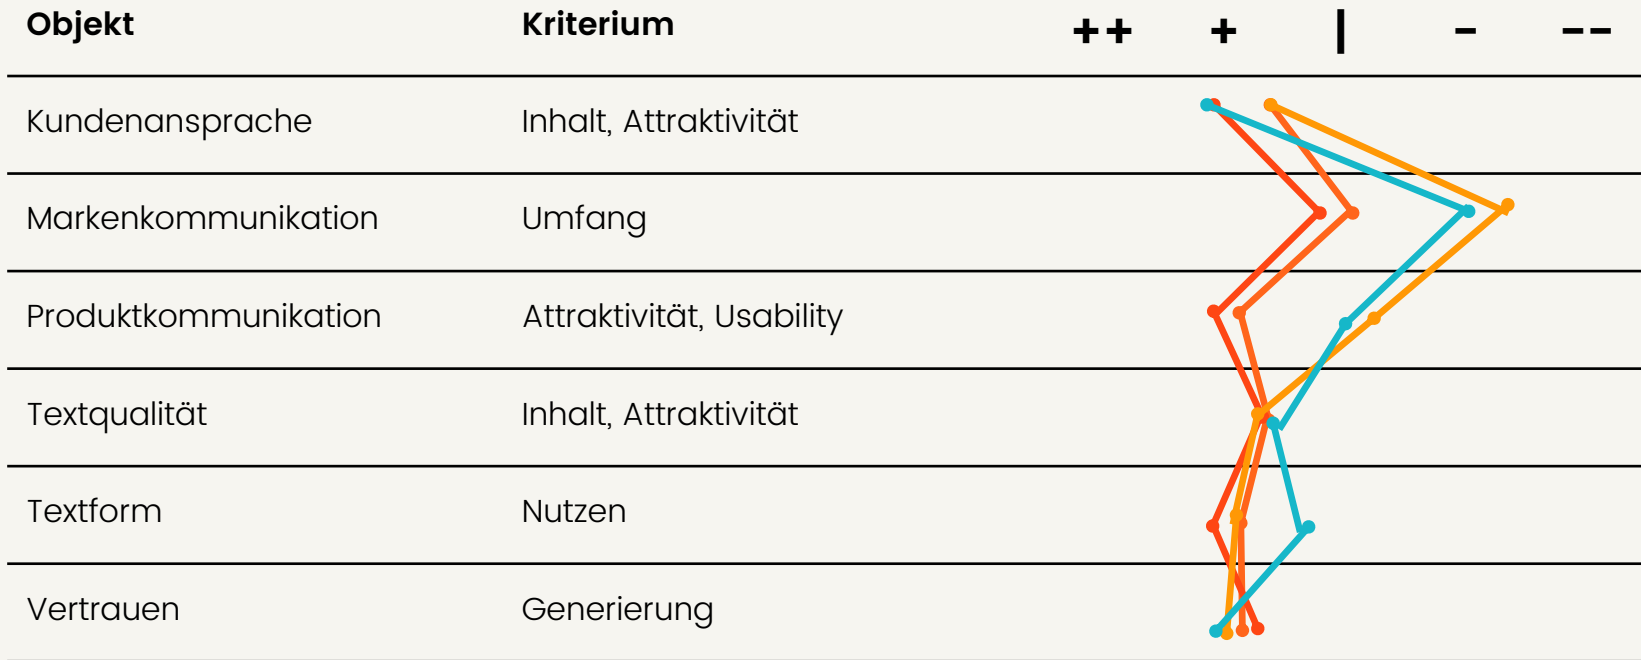 Objekt Kriterium ++ + | - --
Kundenansprache Inhalt, Attraktivität
Markenkommunikation Umfang
Produktkommunikation Attraktivität, Usability
Textqualität Inhalt, Attraktivität
Textform Nutzen
Vertrauen Generierung